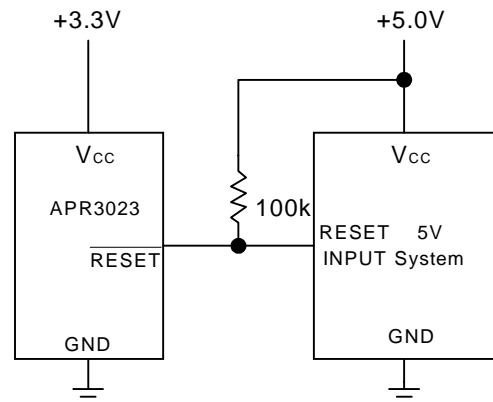 +3.3V
+5.0V
Vcc
APR3023
RESET
GND
100k
Vcc
RESET 5V
INPUT System
GND